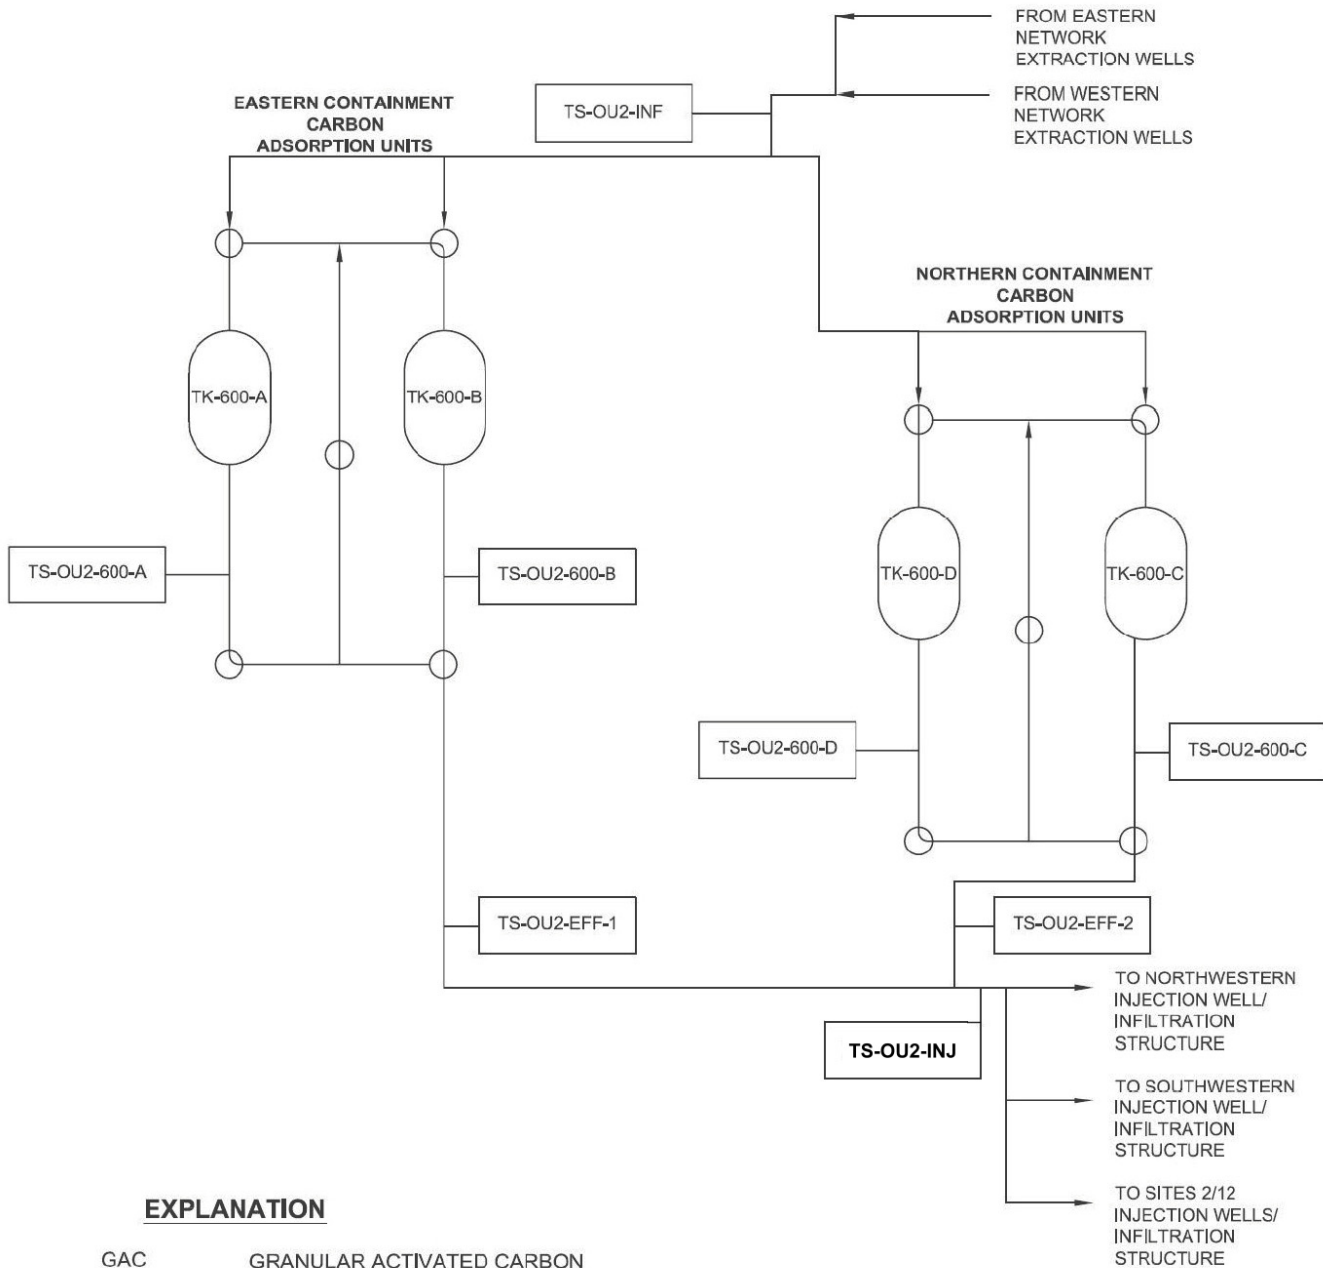 FROM EASTERN
NETWORK
EXTRACTION WELLS
FROM WESTERN
NETWORK
EXTRACTION WELLS
TS-OU2-INF
EASTERN CONTAINMENT
CARBON
ADSORPTION UNITS
NORTHERN CONTAINMENT
CARBON
ADSORPTION UNITS
TK-600-A
TK-600-B
TS-OU2-600-A
TS-OU2-600-B
TK-600-D
TK-600-C
TS-OU2-600-D
TS-OU2-600-C
TS-OU2-EFF-1
TS-OU2-EFF-2
TS-OU2-INJ
TO NORTHWESTERN
INJECTION WELL/
INFILTRATION
STRUCTURE
TO SOUTHWESTERN
INJECTION WELL/
INFILTRATION
STRUCTURE
TO SITES 2/12
INJECTION WELLS/
INFILTRATION
STRUCTURE
EXPLANATION
GAC GRANULAR ACTIVATED CARBON